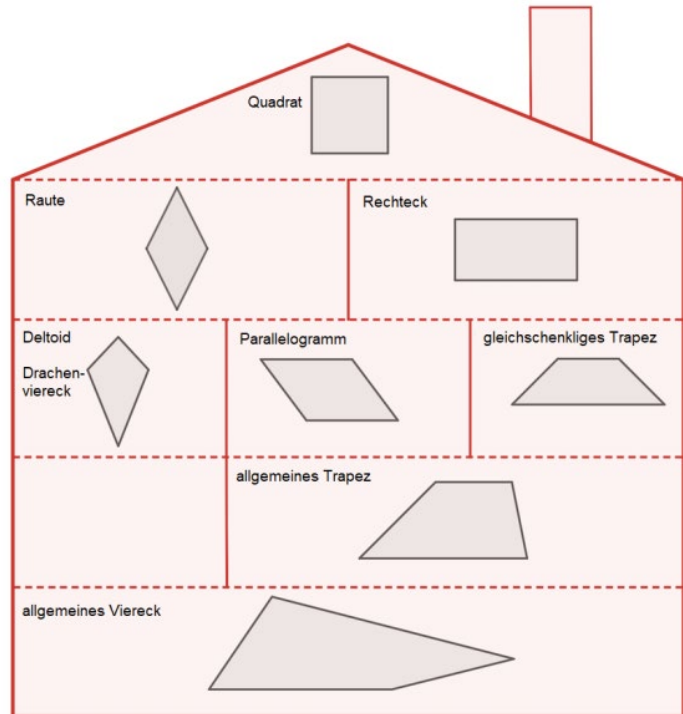 Quadrat
Raute
Rechteck
Deltoid
Drachen-
viereck
Parallelogramm
gleichschenkliges Trapez
allgemeines Trapez
allgemeines Viereck